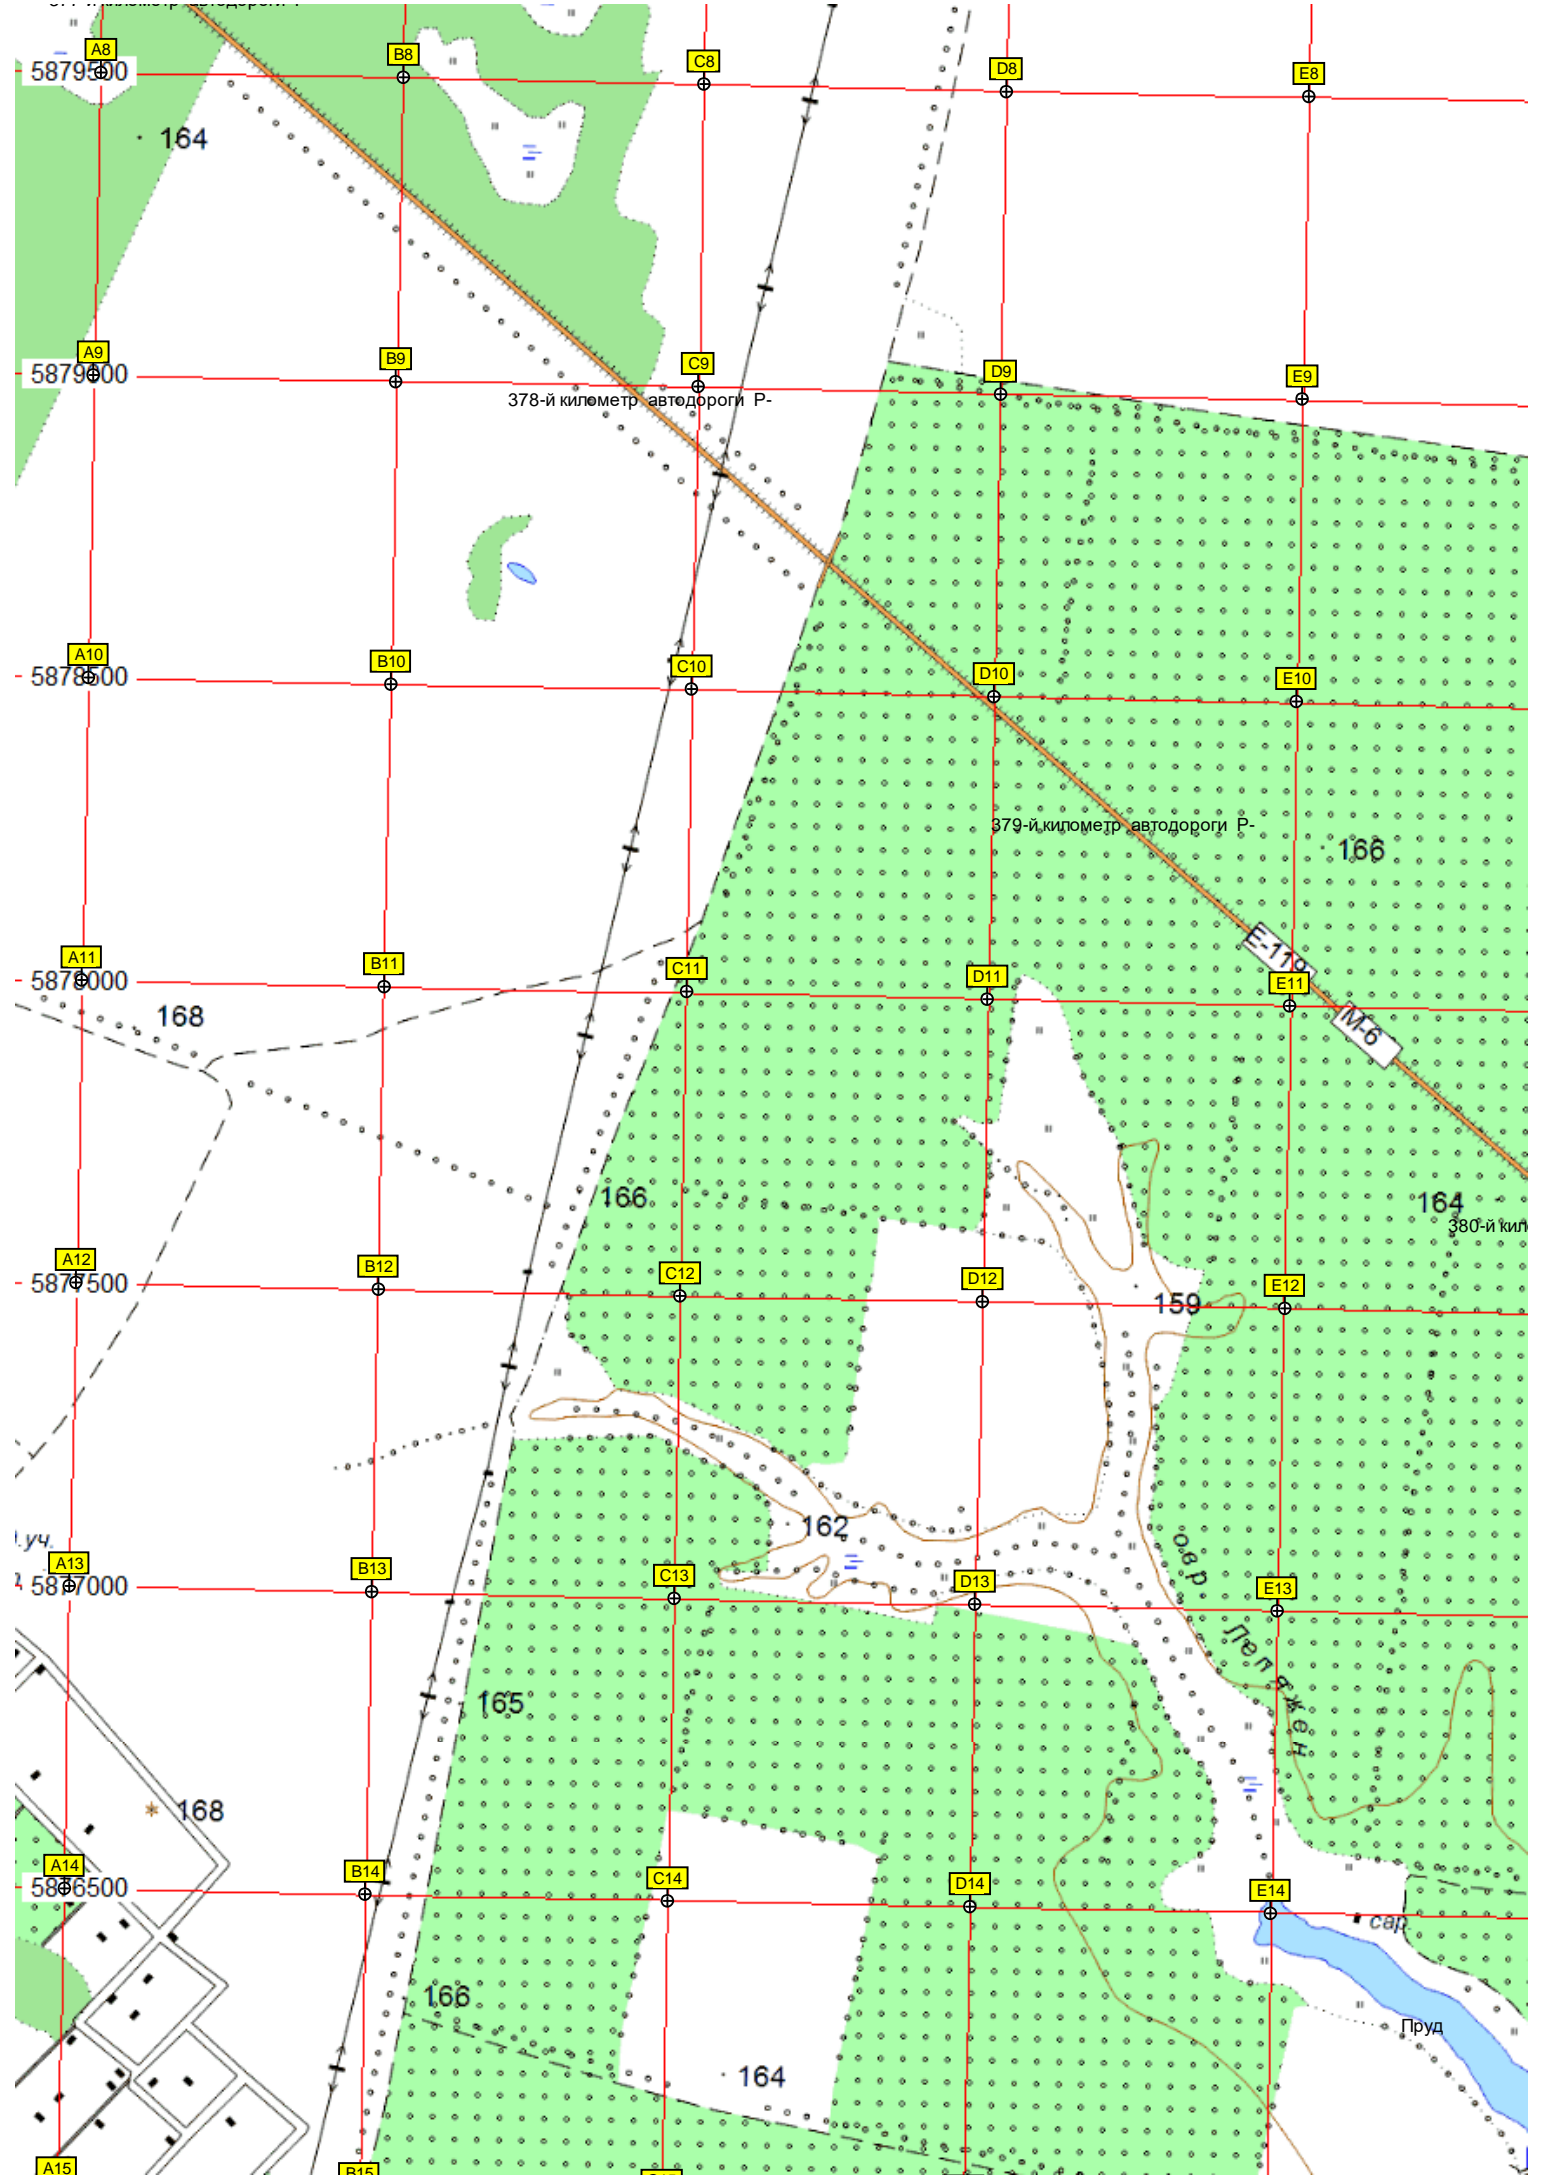 A8
B8
C8
D8
E8
5879500
164
A9
B9
C9
D9
E9
5879000
378-й километр автодороги Р-
A10
B10
C10
D10
E10
5878500
379-й километр автодороги Р-
166
E-119
A11
B11
C11
D11
E11
5878000
168
М-6
166
164
380-й кил
A12
B12
C12
D12
E12
5877500
159
162
уч.
A13
B13
C13
D13
E13
5877000
овр
Лепяжен
165
168
A14
B14
C14
D14
E14
5876500
сар.
166
Пруд
164
A15
B15